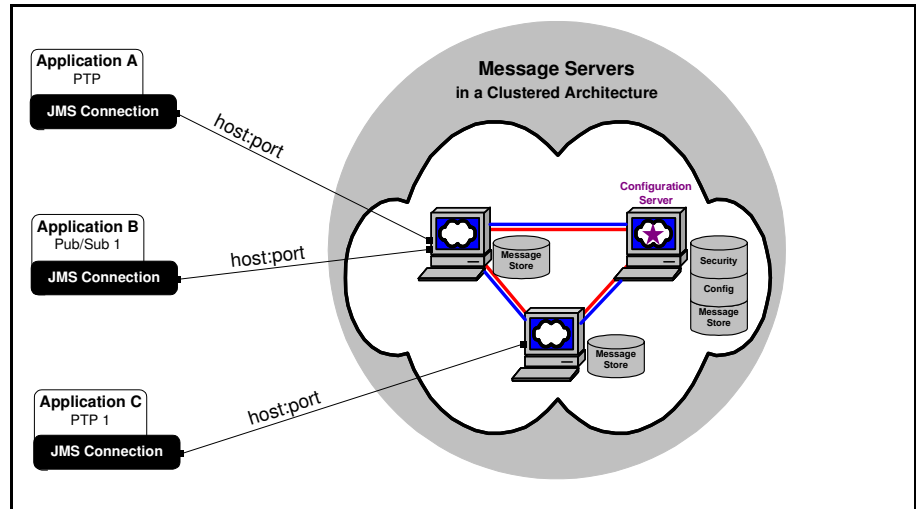 Message Servers
in a Clustered Architecture
Application A
PTP
JMS Connection
host:port
Configuration
Server
Application B
Pub/Sub 1
JMS Connection
host:port
Message
Store
Security
Config
Message
Store
Message
Store
Application C
PTP 1
JMS Connection
host:port